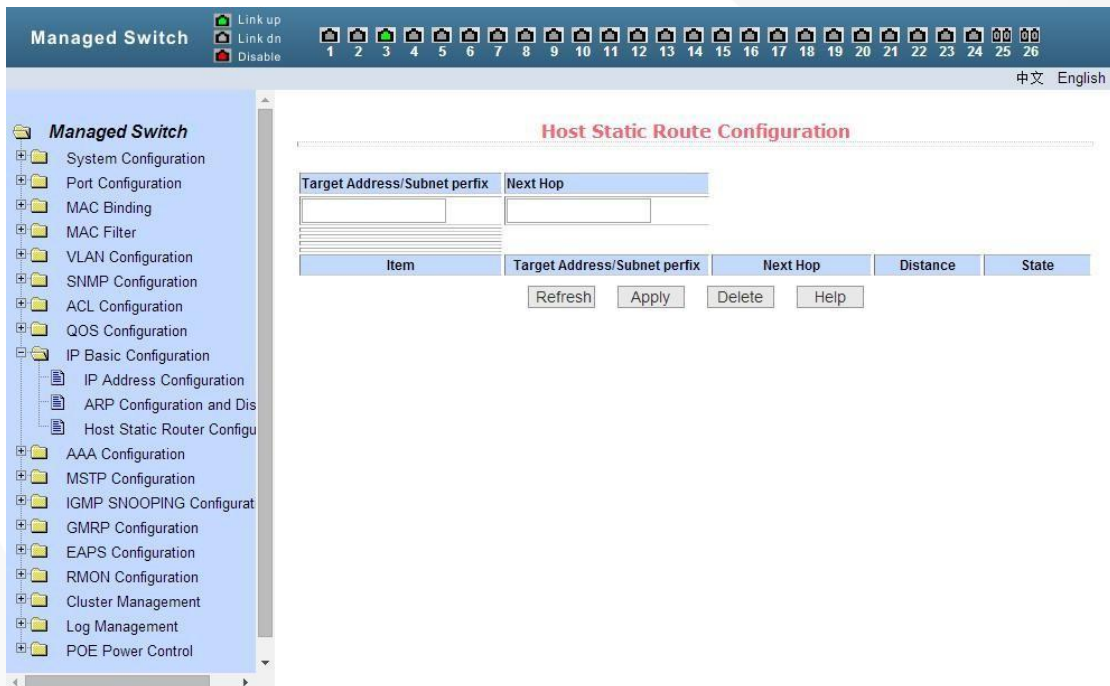 Managed Switch
Link up
Link dn
Disable
1 2 3 4 5 6 7 8 9 10 11 12 13 14 15 16 17 18 19 20 21 22 23 24 25 26
中文 English
Managed Switch
System Configuration
Port Configuration
MAC Binding
MAC Filter
VLAN Configuration
SNMP Configuration
ACL Configuration
QOS Configuration
IP Basic Configuration
IP Address Configuration
ARP Configuration and Dis
Host Static Router Configu
AAA Configuration
MSTP Configuration
IGMP SNOOPING Configurat
GMRP Configuration
EAPS Configuration
RMON Configuration
Cluster Management
Log Management
POE Power Control
Host Static Route Configuration
Target Address/Subnet perfix Next Hop
Item Target Address/Subnet perfix Next Hop Distance State
Refresh Apply Delete Help